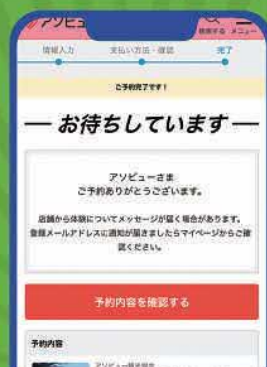 アソビュ
検索する メニュー
情報入力 支払い方法・確認 完了
ご予約完了です！
お待ちしています
アソビューさま
ご予約ありがとうございます。
店舗から体験についてメッセージが届く場合があります。
登録メールアドレスに通知が届きましたらマイページからご確
認ください。
予約内容を確認する
予約内容